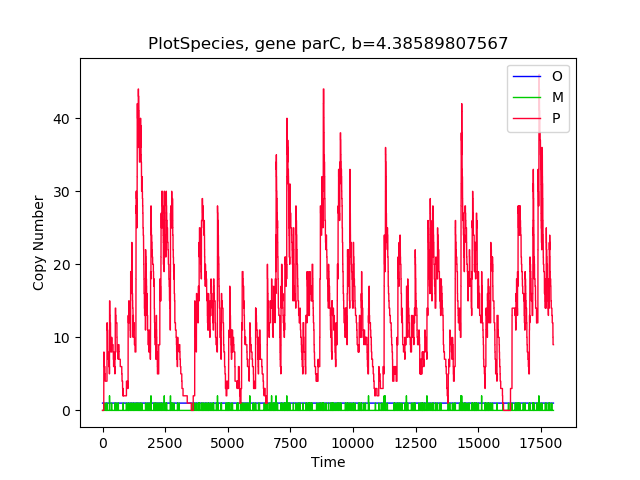 PlotSpecies, gene parC, b=4.38589807567
O
M
P
40
30
20
10
0
Copy Number
0 2500 5000 7500 10000 12500 15000 17500
Time